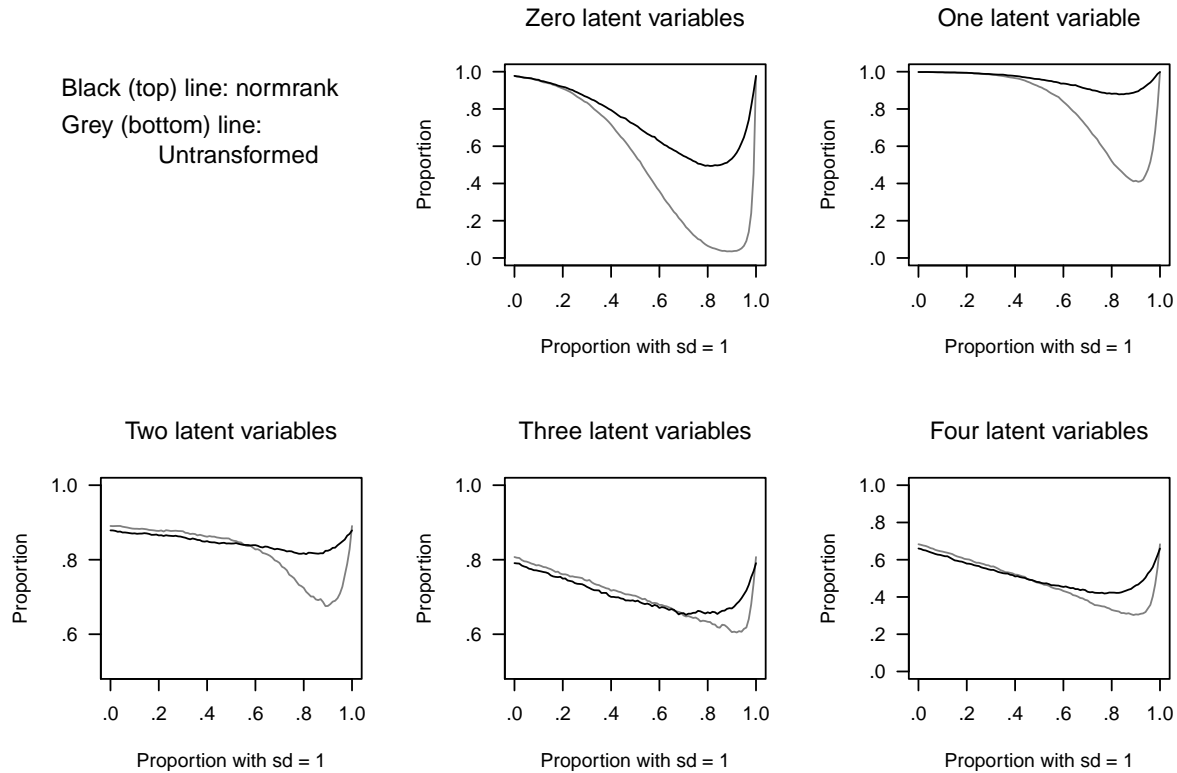 Black (top) line: normrank
Grey (bottom) line:
Untransformed
Zero latent variables
Proportion
1.0
.8
.6
.4
.2
.0
.0 .2 .4 .6 .8 1.0
Proportion with sd = 1
One latent variable
Proportion
1.0
.8
.6
.4
.2
.0
.0 .2 .4 .6 .8 1.0
Proportion with sd = 1
Two latent variables
Proportion
1.0
.8
.6
.0 .2 .4 .6 .8 1.0
Proportion with sd = 1
Three latent variables
Proportion
1.0
.8
.6
.0 .2 .4 .6 .8 1.0
Proportion with sd = 1
Four latent variables
Proportion
1.0
.8
.6
.4
.2
.0
.0 .2 .4 .6 .8 1.0
Proportion with sd = 1